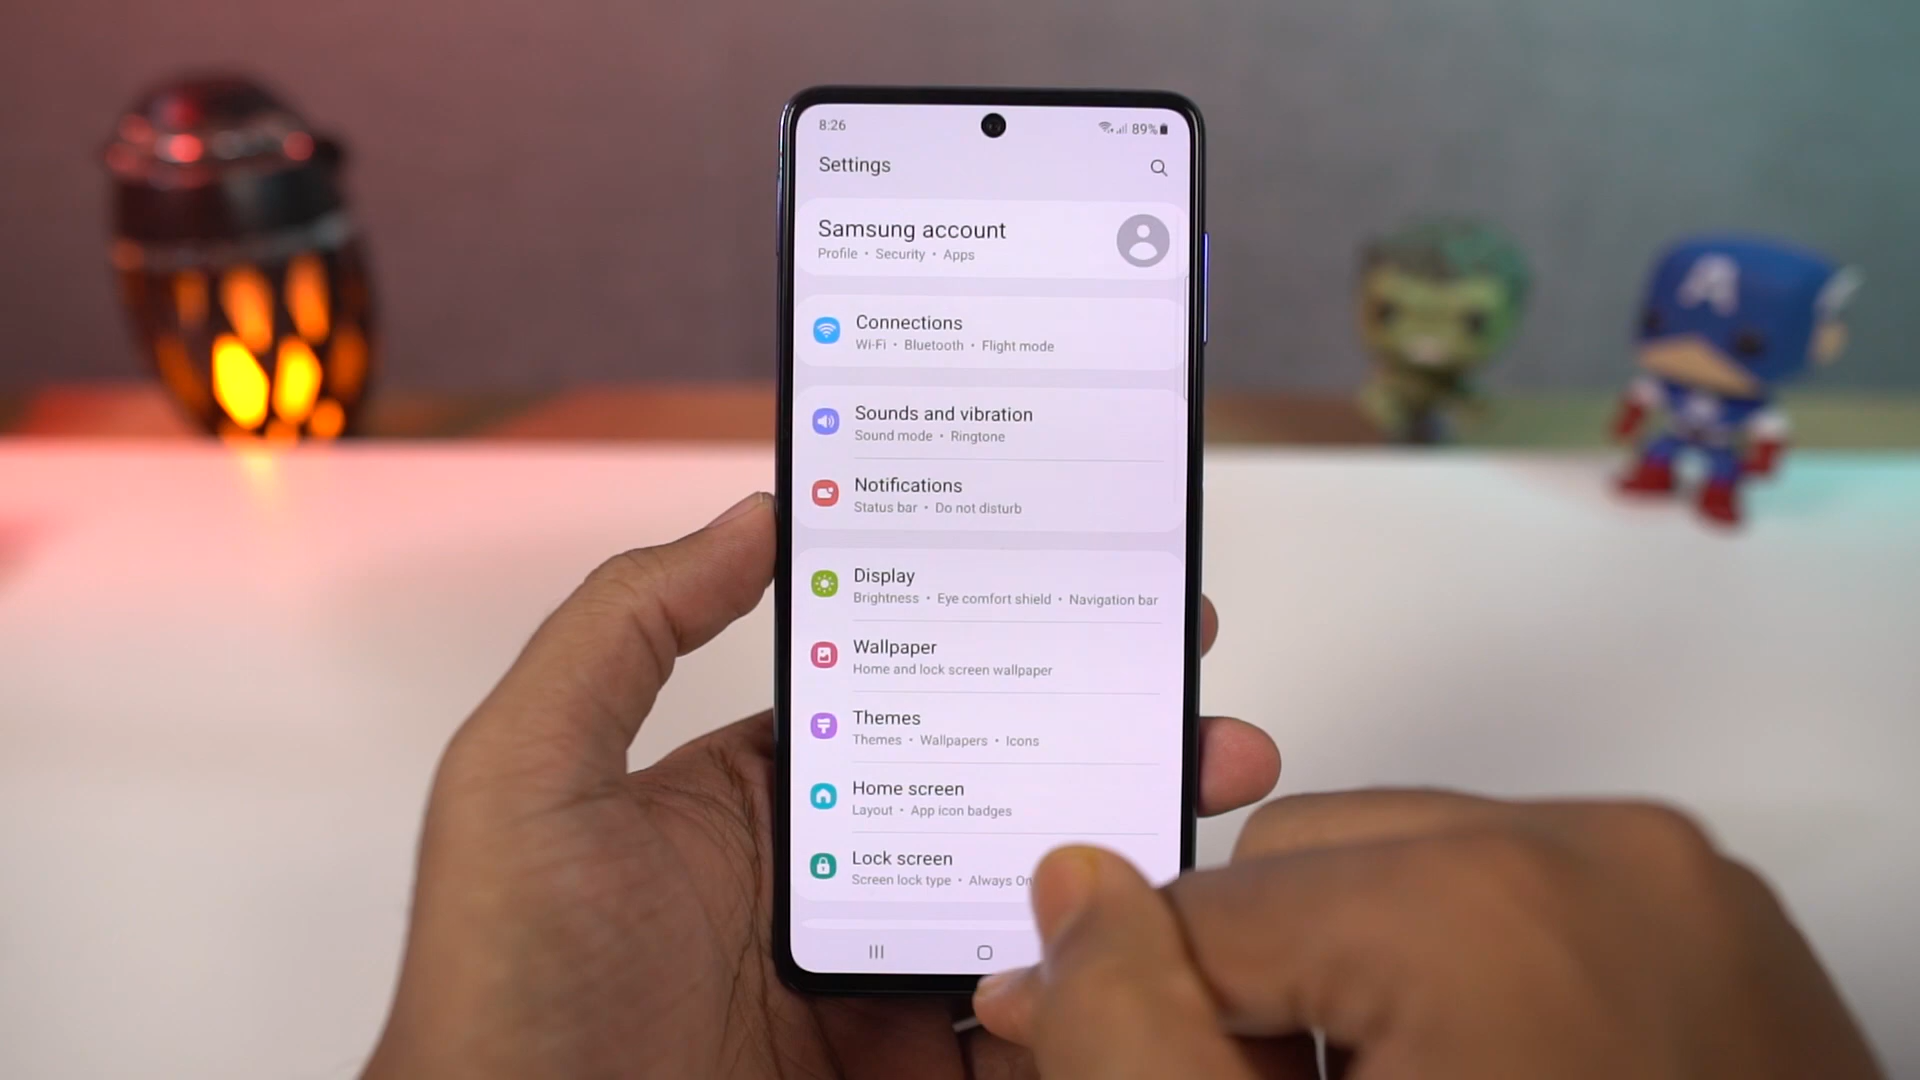 8:26
89%
Settings
Samsung account
Profile • Security • Apps
Connections
Wi-Fi • Bluetooth • Flight mode
Sounds and vibration
Sound mode • Ringtone
Notifications
Status bar • Do not disturb
Display
Brightness • Eye comfort shield • Navigation bar
Wallpaper
Home and lock screen wallpaper
Themes
Themes • Wallpapers • Icons
Home screen
Layout • App icon badges
Lock screen
Screen lock type • Always On
A